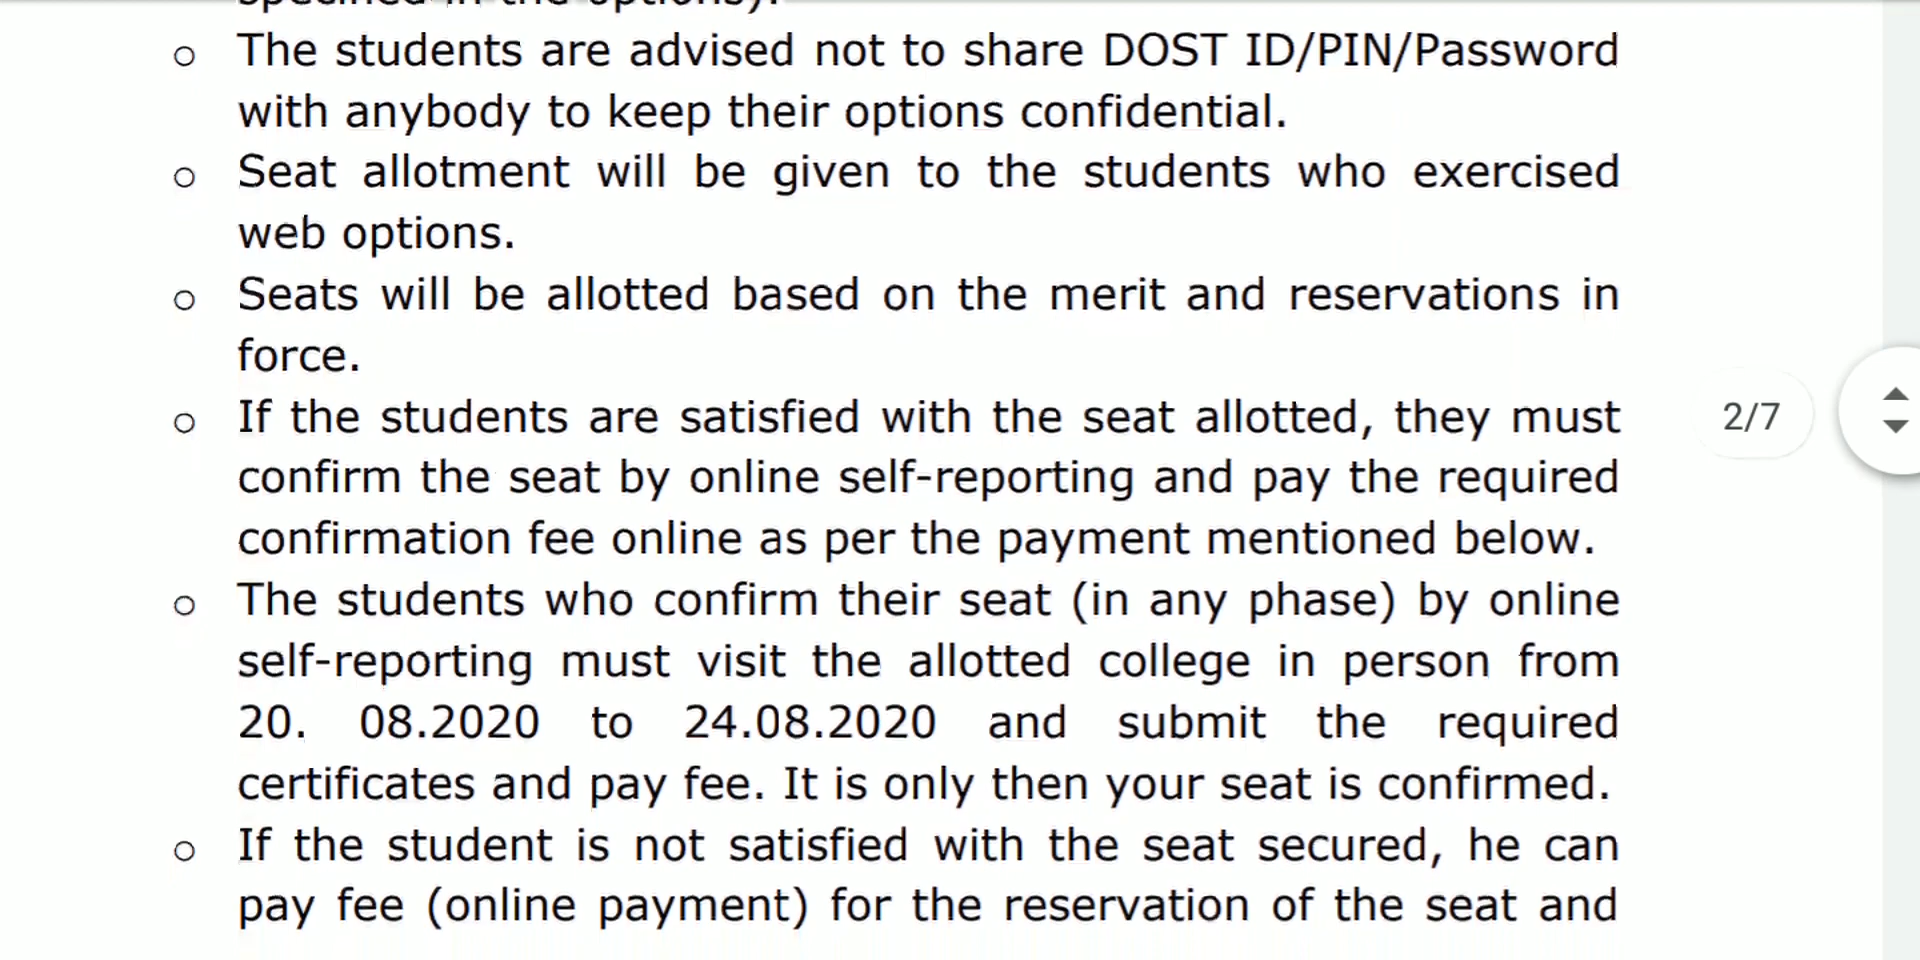 specified in the options).
o The students are advised not to share DOST ID/PIN/Password
with anybody to keep their options confidential.
o Seat allotment will be given to the students who exercised
web options.
o Seats will be allotted based on the merit and reservations in
force.
o If the students are satisfied with the seat allotted, they must
confirm the seat by online self-reporting and pay the required
confirmation fee online as per the payment mentioned below.
2/7
o The students who confirm their seat (in any phase) by online
self-reporting must visit the allotted college in person from
20. 08.2020 to 24.08.2020 and submit the required
certificates and pay fee. It is only then your seat is confirmed.
o If the student is not satisfied with the seat secured, he can
pay fee (online payment) for the reservation of the seat and